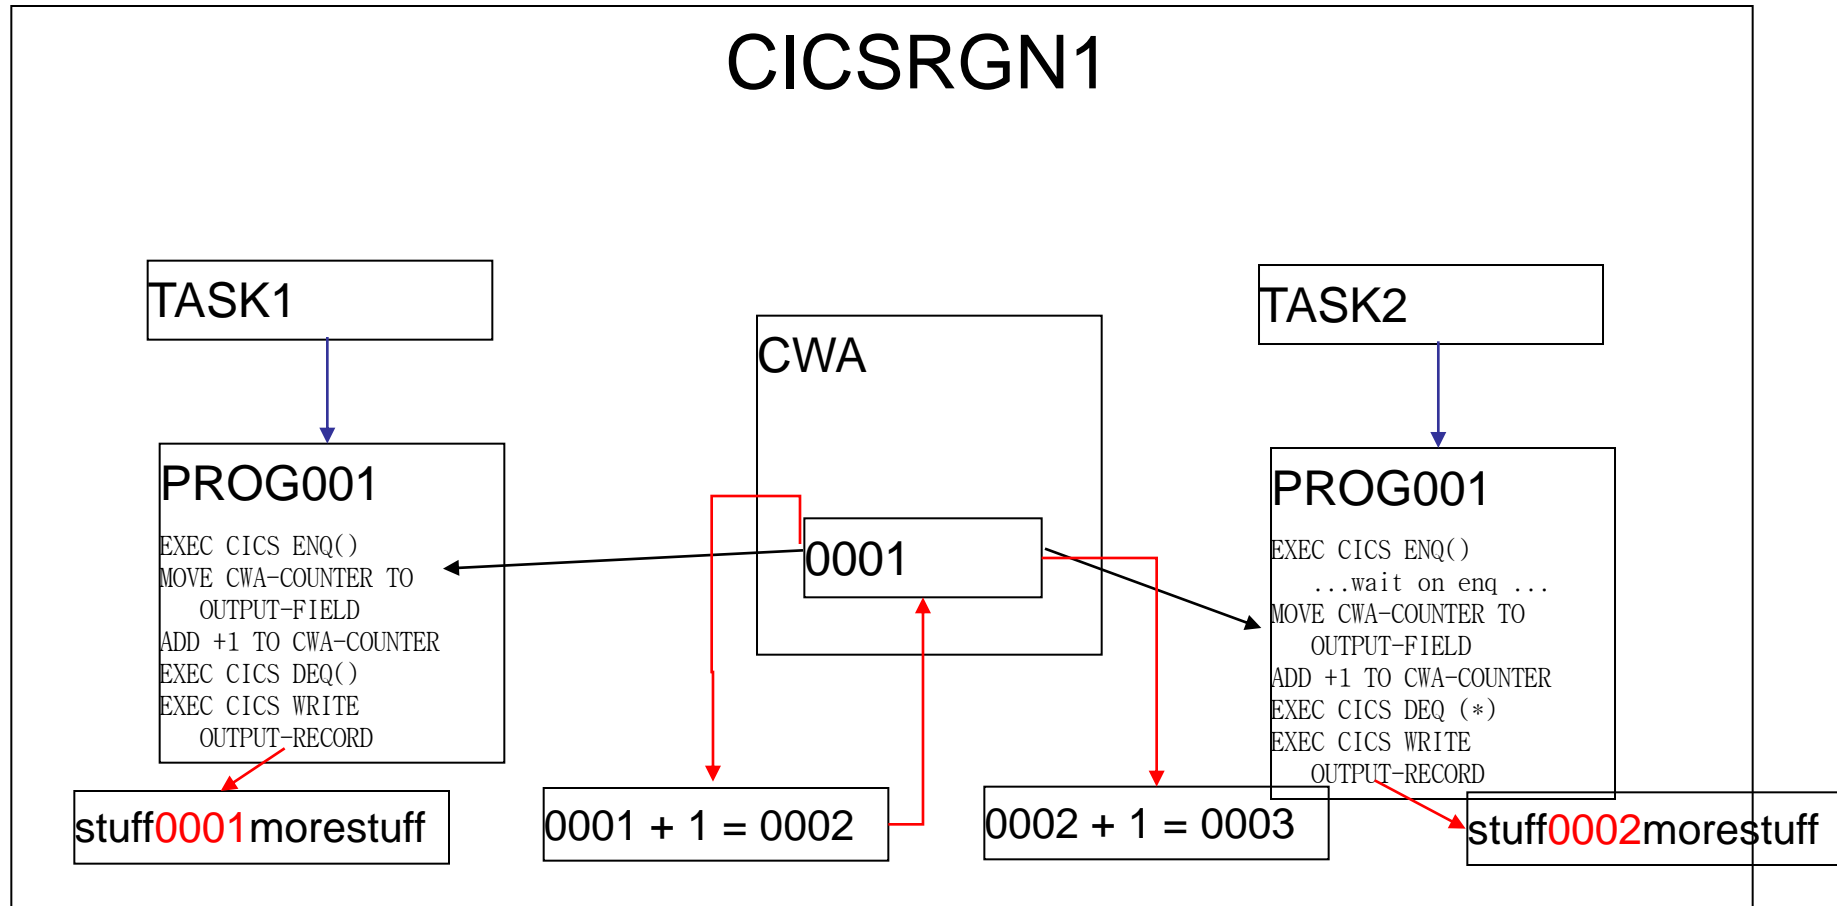 CICSRGN1
TASK1
PROG001
EXEC CICS ENQ()
MOVE CWA-COUNTER TO
OUTPUT-FIELD
ADD +1 TO CWA-COUNTER
EXEC CICS DEQ()
EXEC CICS WRITE
OUTPUT-RECORD
stuff0001morestuff
CWA
0001
0001 + 1 = 0002
0002 + 1 = 0003
TASK2
PROG001
EXEC CICS ENQ()
...wait on enq ...
MOVE CWA-COUNTER TO
OUTPUT-FIELD
ADD +1 TO CWA-COUNTER
EXEC CICS DEQ (*)
EXEC CICS WRITE
OUTPUT-RECORD
stuff0002morestuff